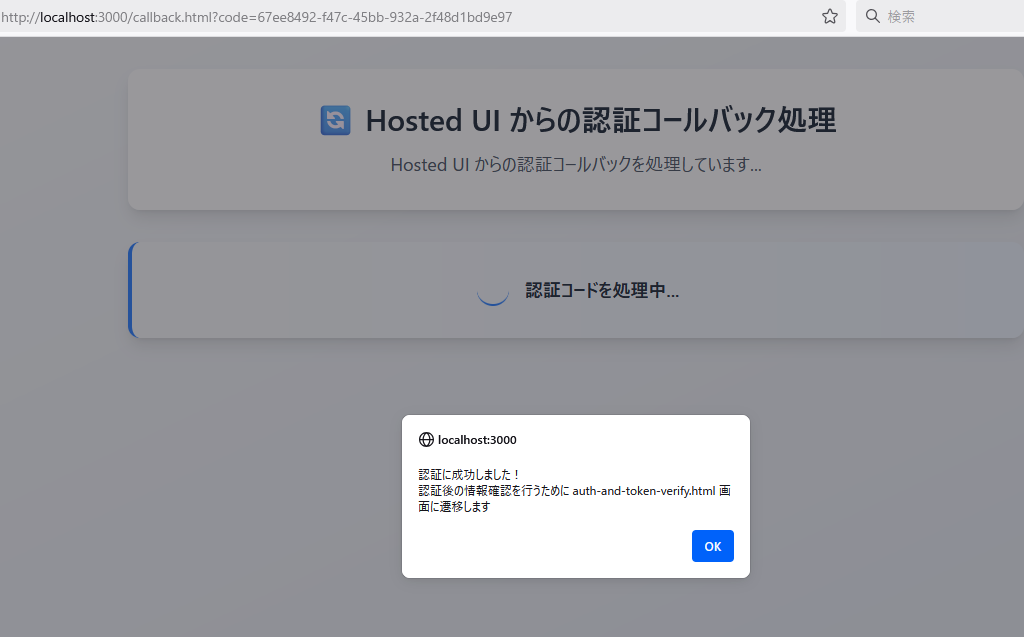 http://localhost:3000/callback.html?code=67ee8492-f47c-45bb-932a-2f48d1bd9e97
検索
Hosted UI からの認証コールバック処理
Hosted UI からの認証コールバックを処理しています...
認証コードを処理中...
localhost:3000
認証に成功しました！
認証後の情報確認を行うために auth-and-token-verify.html 画
面に遷移します
OK